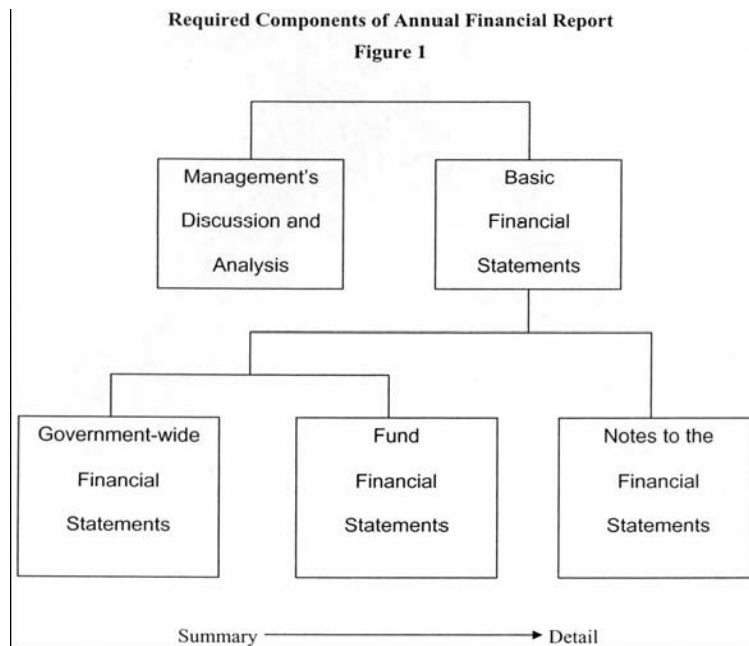 Required Components of Annual Financial Report
Figure 1
Management's
Discussion and
Analysis
Basic
Financial
Statements
Government-wide
Financial
Statements
Fund
Financial
Statements
Notes to the
Financial
Statements
Summary
Detail